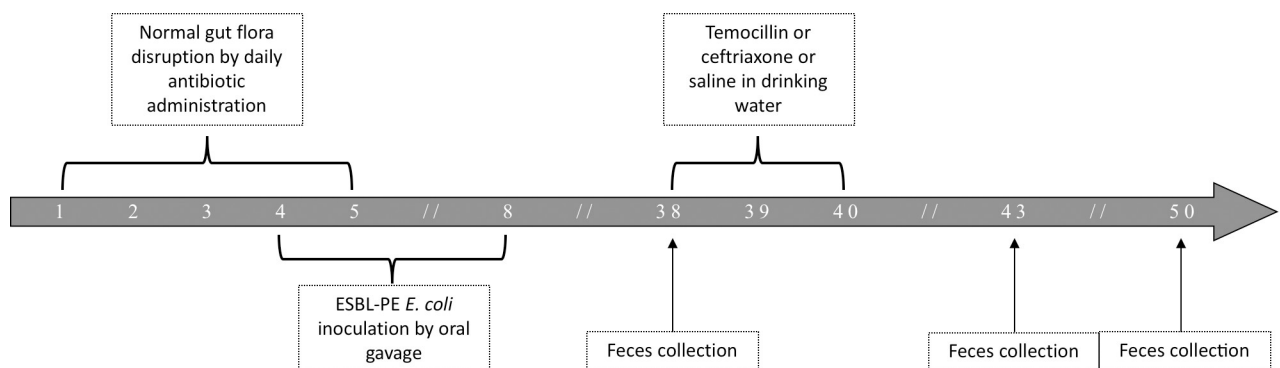 Normal gut flora
disruption by daily
antibiotic
administration
Temocillin or
ceftriaxone or
saline in drinking
water
1 2 3 4 5 // 8 // 38 39 40 // 43 // 50
ESBL-PE E. coli
inoculation by oral
gavage
Feces collection
Feces collection
Feces collection